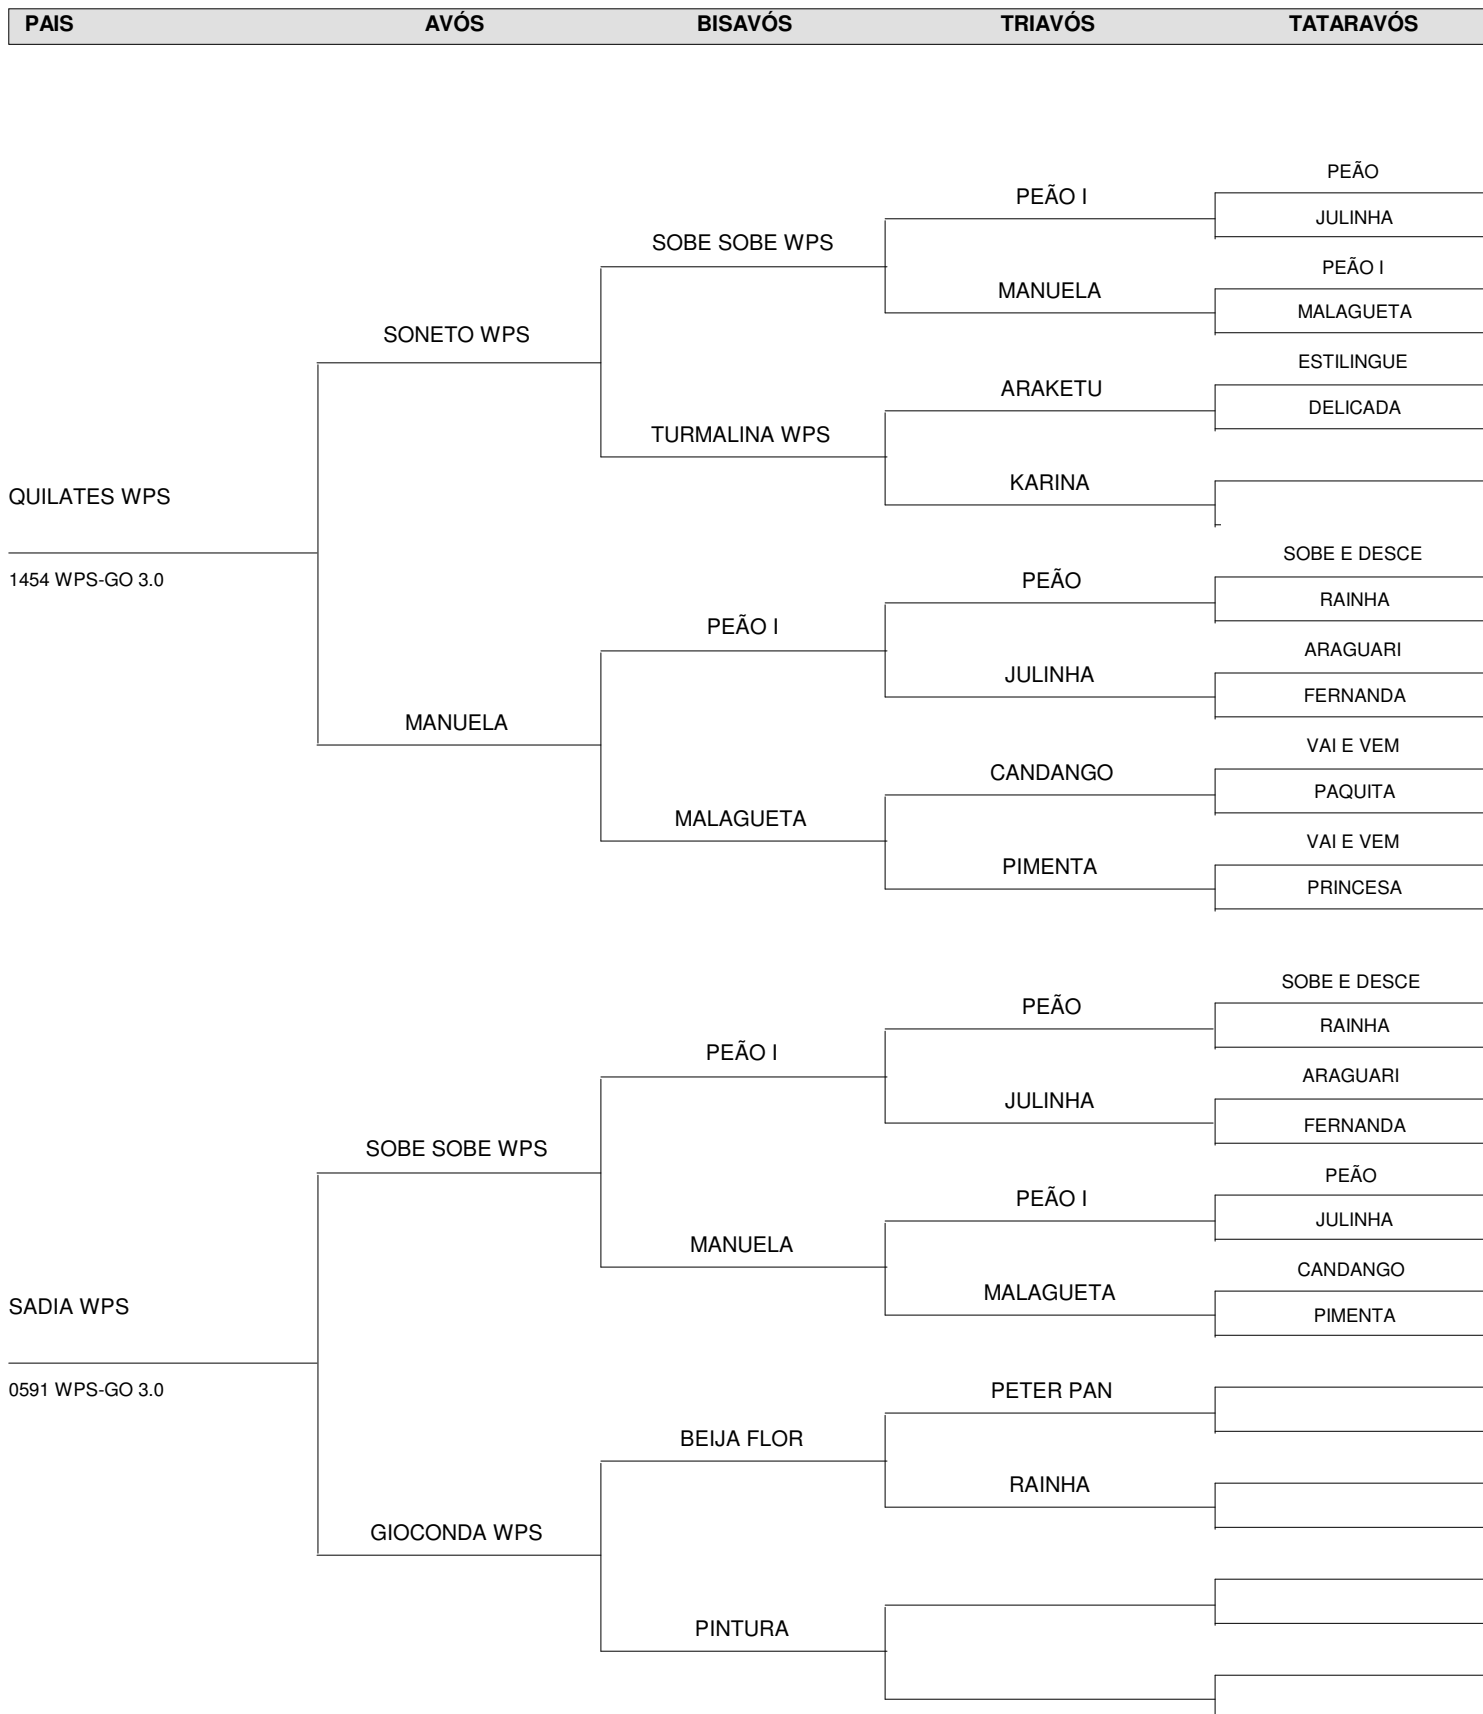 PAIS AVÓS BISAVÓS TRIAVÓS TATARAVÓS
PEÃO
PEÃO I
JULINHA
SOBE SOBE WPS
PEÃO I
MANUELA
MALAGUETA
SONETO WPS
ESTILINGUE
ARAKETU
DELICADA
TURMALINA WPS
KARINA
QUILATES WPS
SOBE E DESCE
1454 WPS-GO 3.0
PEÃO
RAINHA
PEÃO I
ARAGUARI
JULINHA
FERNANDA
MANUELA
VAI E VEM
CANDANGO
PAQUITA
MALAGUETA
VAI E VEM
PIMENTA
PRINCESA
SOBE E DESCE
PEÃO
RAINHA
PEÃO I
ARAGUARI
JULINHA
FERNANDA
SOBE SOBE WPS
PEÃO
PEÃO I
JULINHA
MANUELA
CANDANGO
MALAGUETA
SADIA WPS
PIMENTA
0591 WPS-GO 3.0
PETER PAN
BEIJA FLOR
RAINHA
GIOCONDA WPS
PINTURA